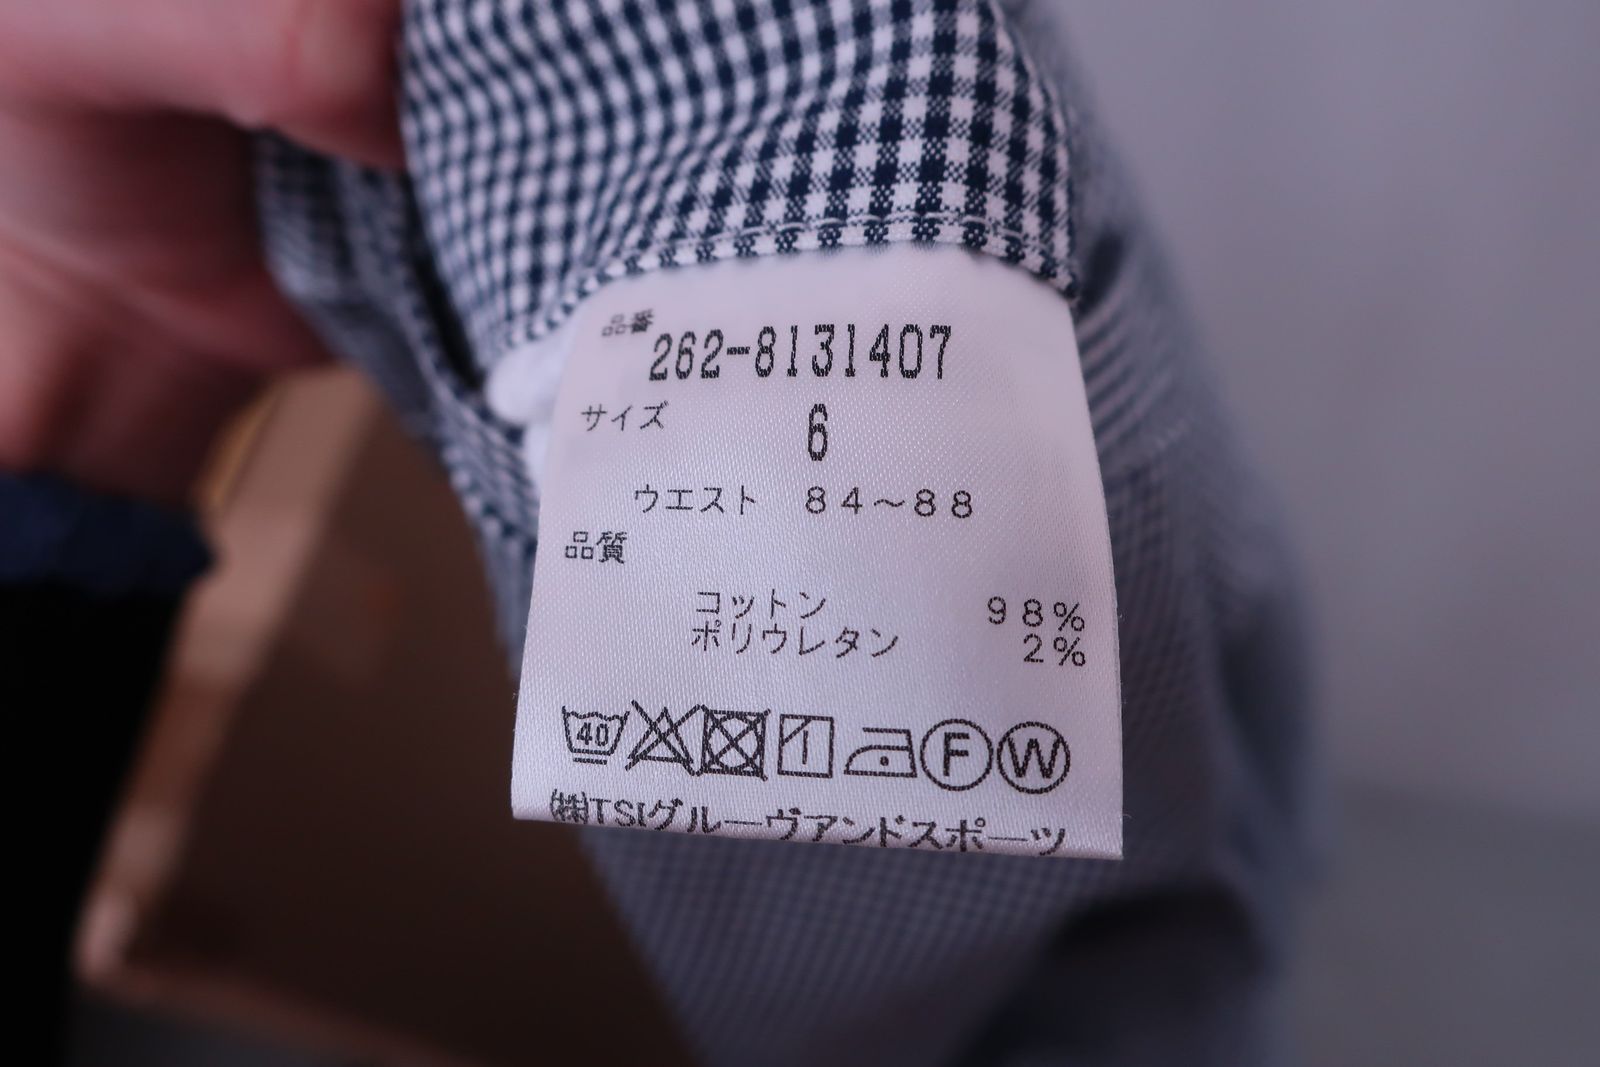 品番
262-8131407
サイズ 6
ウエスト 84〜88
品質
コットン 98%
ポリウレタン 2%
40 F W
㈱TSIグルーヴアンドスポーツ